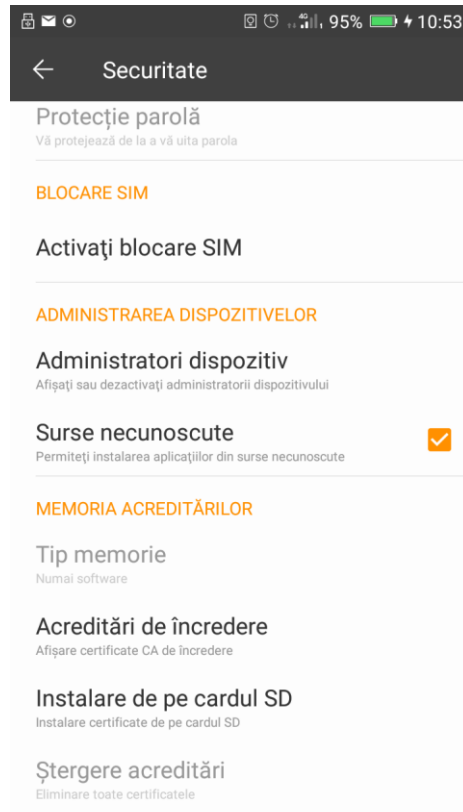 4G 95% 10:53
Securitate
Protecție parolă
Vă protejează de la a vă uita parola
BLOCARE SIM
Activaţi blocare SIM
ADMINISTRAREA DISPOZITIVELOR
Administratori dispozitiv
Afişaţi sau dezactivaţi administratorii dispozitivului
Surse necunoscute
Permiteţi instalarea aplicaţiilor din surse necunoscute
MEMORIA ACREDITĂRILOR
Tip memorie
Numai software
Acreditări de încredere
Afişare certificate CA de încredere
Instalare de pe cardul SD
Instalare certificate de pe cardul SD
Ștergere acreditări
Eliminare toate certificatele